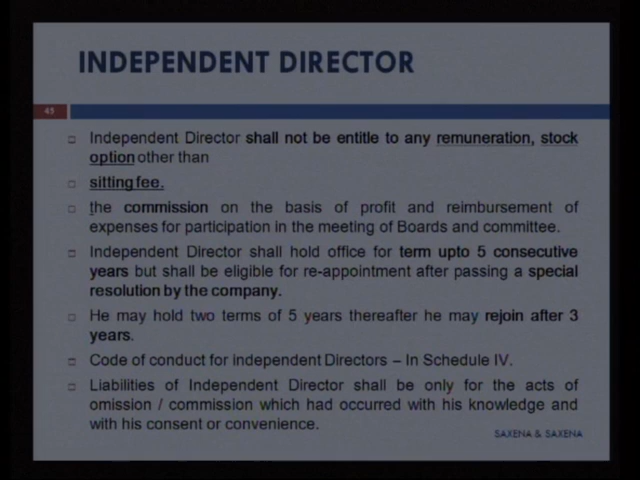 INDEPENDENT DIRECTOR
45
Independent Director shall not be entitle to any remuneration, stock
option other than
sitting fee.
the commission on the basis of profit and reimbursement of
expenses for participation in the meeting of Boards and committee.
Independent Director shall hold office for term upto 5 consecutive
years but shall be eligible for re-appointment after passing a special
resolution by the company.
He may hold two terms of 5 years thereafter he may rejoin after 3
years.
Code of conduct for independent Directors – In Schedule IV.
Liabilities of Independent Director shall be only for the acts of
omission / commission which had occurred with his knowledge and
with his consent or convenience.
SAXENA & SAXENA